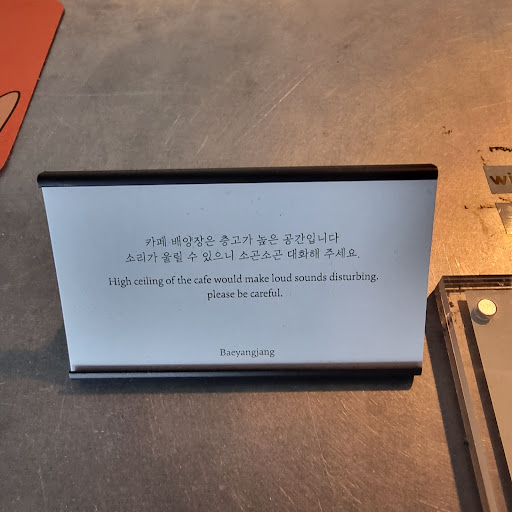 카페 배양장은 층고가 높은 공간입니다
소리가 울릴 수 있으니 소곤소곤 대화해 주세요.
High ceiling of the cafe would make loud sounds disturbing,
please be careful.
Baeyangjang